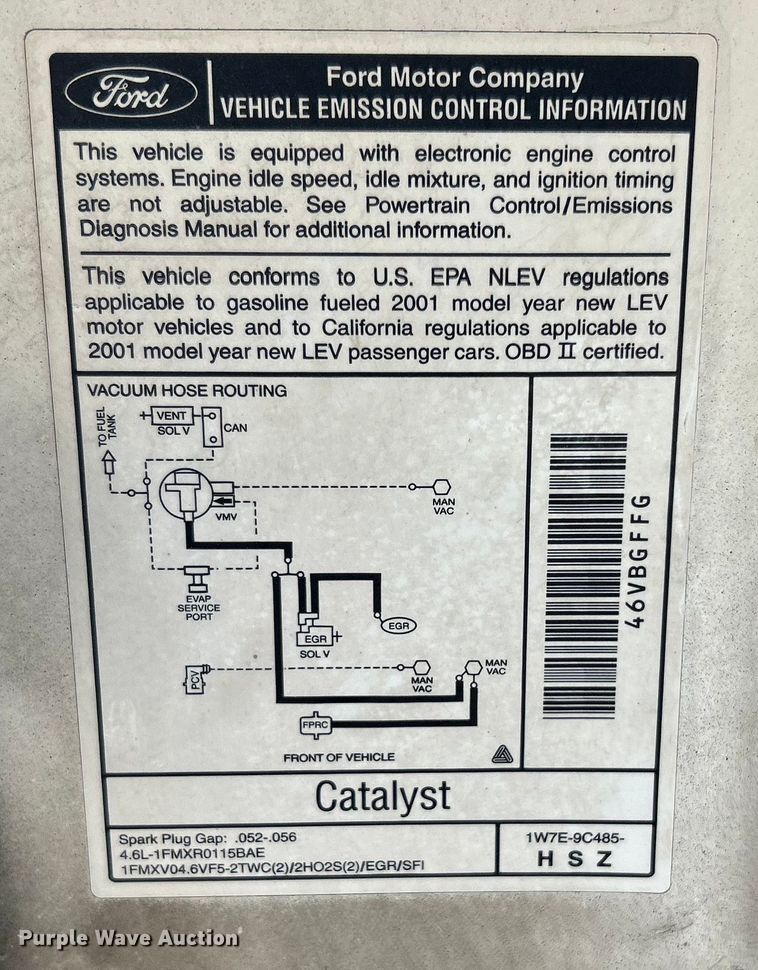 Ford
Ford Motor Company
VEHICLE EMISSION CONTROL INFORMATION
This vehicle is equipped with electronic engine control
systems. Engine idle speed, idle mixture, and ignition timing
are not adjustable. See Powertrain Control/Emissions
Diagnosis Manual for additional information.
This vehicle conforms to U.S. EPA NLEV regulations
applicable to gasoline fueled 2001 model year new LEV
motor vehicles and to California regulations applicable to
2001 model year new LEV passenger cars. OBD II certified.
VACUUM HOSE ROUTING
TO FUEL
TANK
+ VENT -
SOL V
CAN
VMV
MAN
VAC
EVAP
SERVICE
PORT
EGR +
SOL V
EGR
PCV
MAN
VAC
MAN
VAC
FPRC
FRONT OF VEHICLE
46VBGFFG
Catalyst
Spark Plug Gap: .052-.056
4.6L-1FMXR0115BAE
1FMXV04.6VF5-2TWC(2)/2HO2S(2)/EGR/SFI
1W7E-9C485-
H S Z
Purple Wave Auction